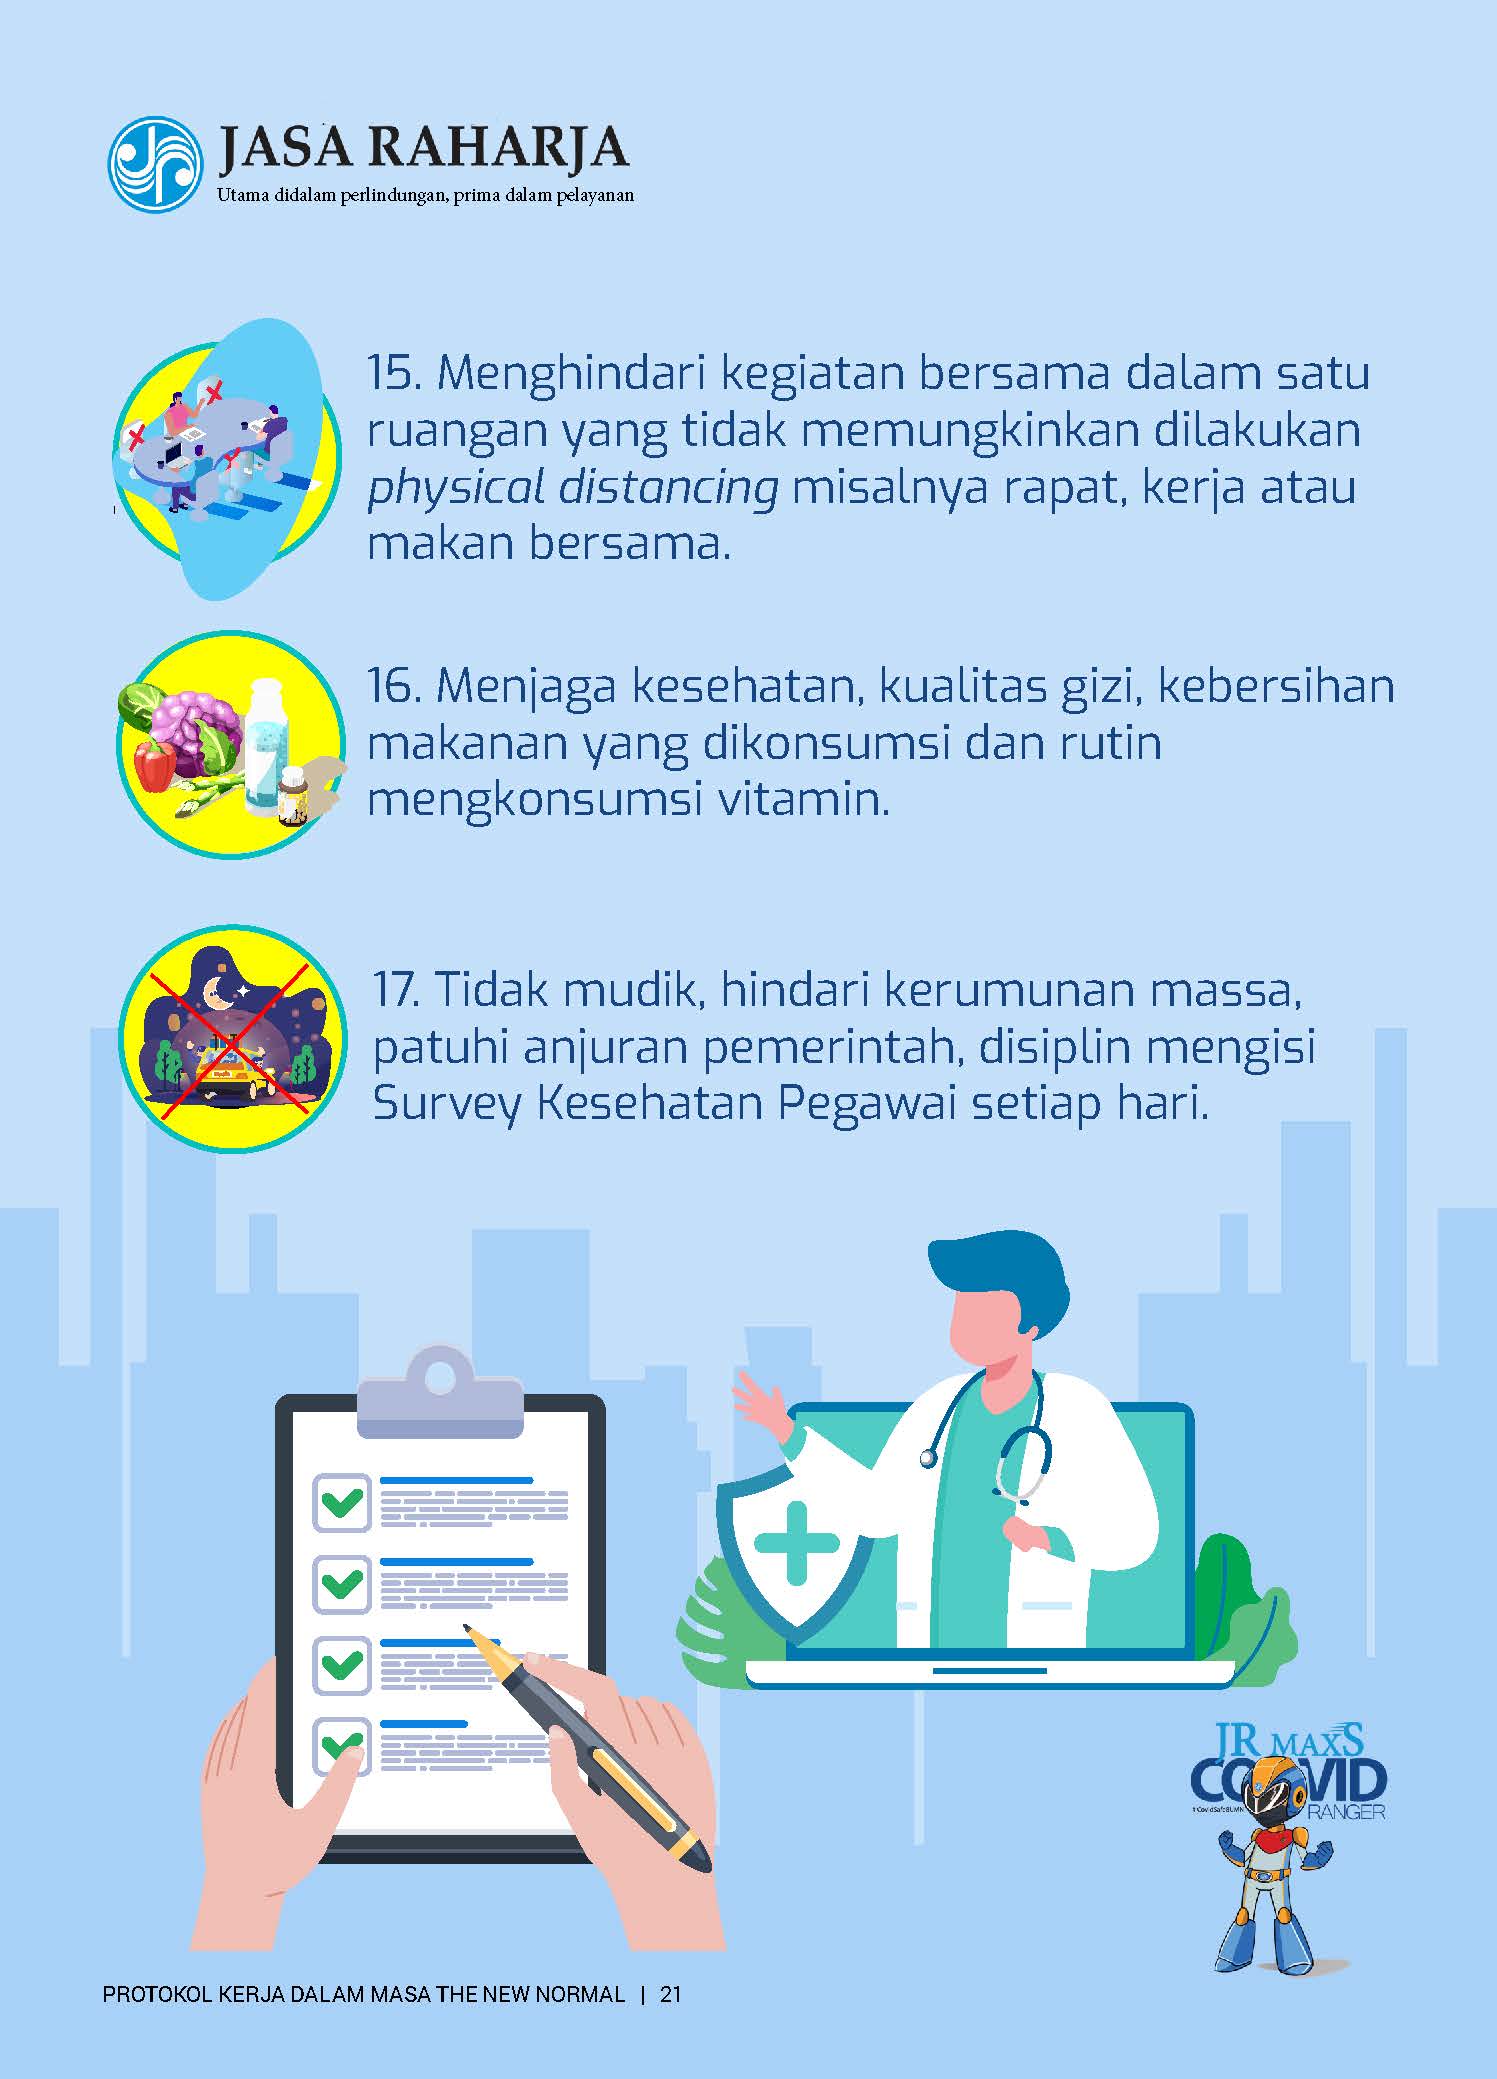 JASA RAHARJA
Utama didalam perlindungan, prima dalam pelayanan
15. Menghindari kegiatan bersama dalam satu
ruangan yang tidak memungkinkan dilakukan
physical distancing misalnya rapat, kerja atau
makan bersama.
16. Menjaga kesehatan, kualitas gizi, kebersihan
makanan yang dikonsumsi dan rutin
mengkonsumsi vitamin.
17. Tidak mudik, hindari kerumunan massa,
patuhi anjuran pemerintah, disiplin mengisi
Survey Kesehatan Pegawai setiap hari.
JR MAXS
COVID
#CovidSafeBUMN
RANGER
PROTOKOL KERJA DALAM MASA THE NEW NORMAL | 21